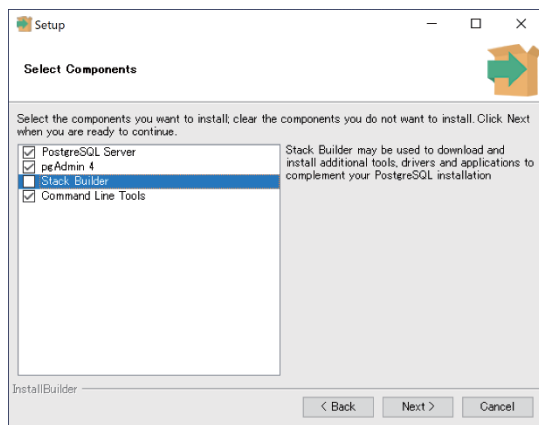 Setup
Select Components
Select the components you want to install; clear the components you do not want to install. Click Next
when you are ready to continue.
PostgreSQL Server
pgAdmin 4
Stack Builder
Command Line Tools
Stack Builder may be used to download and
install additional tools, drivers and applications to
complement your PostgreSQL installation
InstallBuilder
< Back
Next >
Cancel